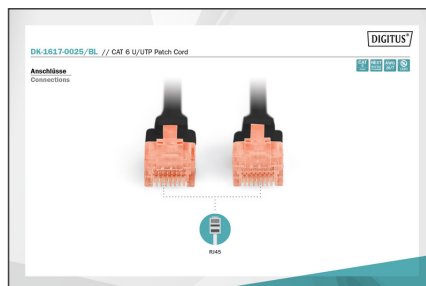 DIGITUS®
DK-1617-0025/BL // CAT 6 U/UTP Patch Cord
Anschlüsse
Connections
RJ45